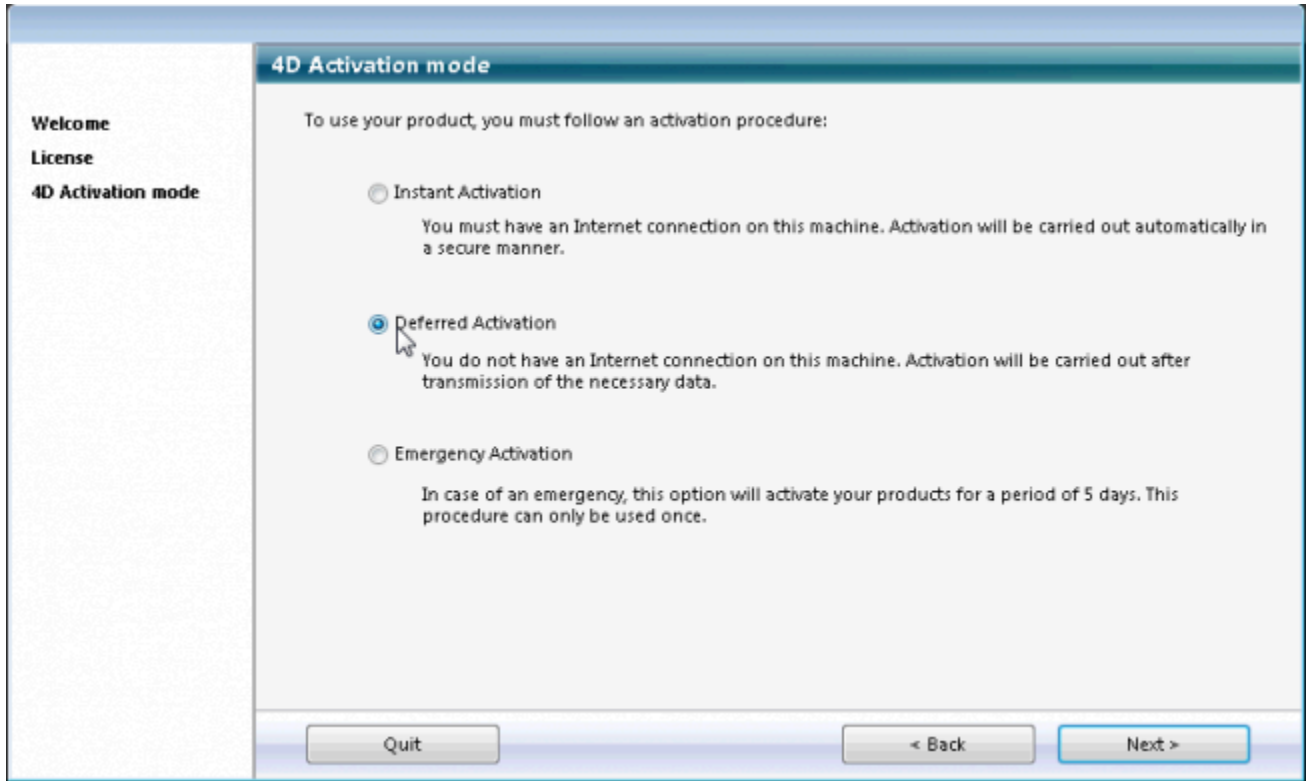 4D Activation mode
Welcome
License
4D Activation mode
To use your product, you must follow an activation procedure:
Instant Activation
You must have an Internet connection on this machine. Activation will be carried out automatically in
a secure manner.
Deferred Activation
You do not have an Internet connection on this machine. Activation will be carried out after
transmission of the necessary data.
Emergency Activation
In case of an emergency, this option will activate your products for a period of 5 days. This
procedure can only be used once.
Quit
< Back
Next >